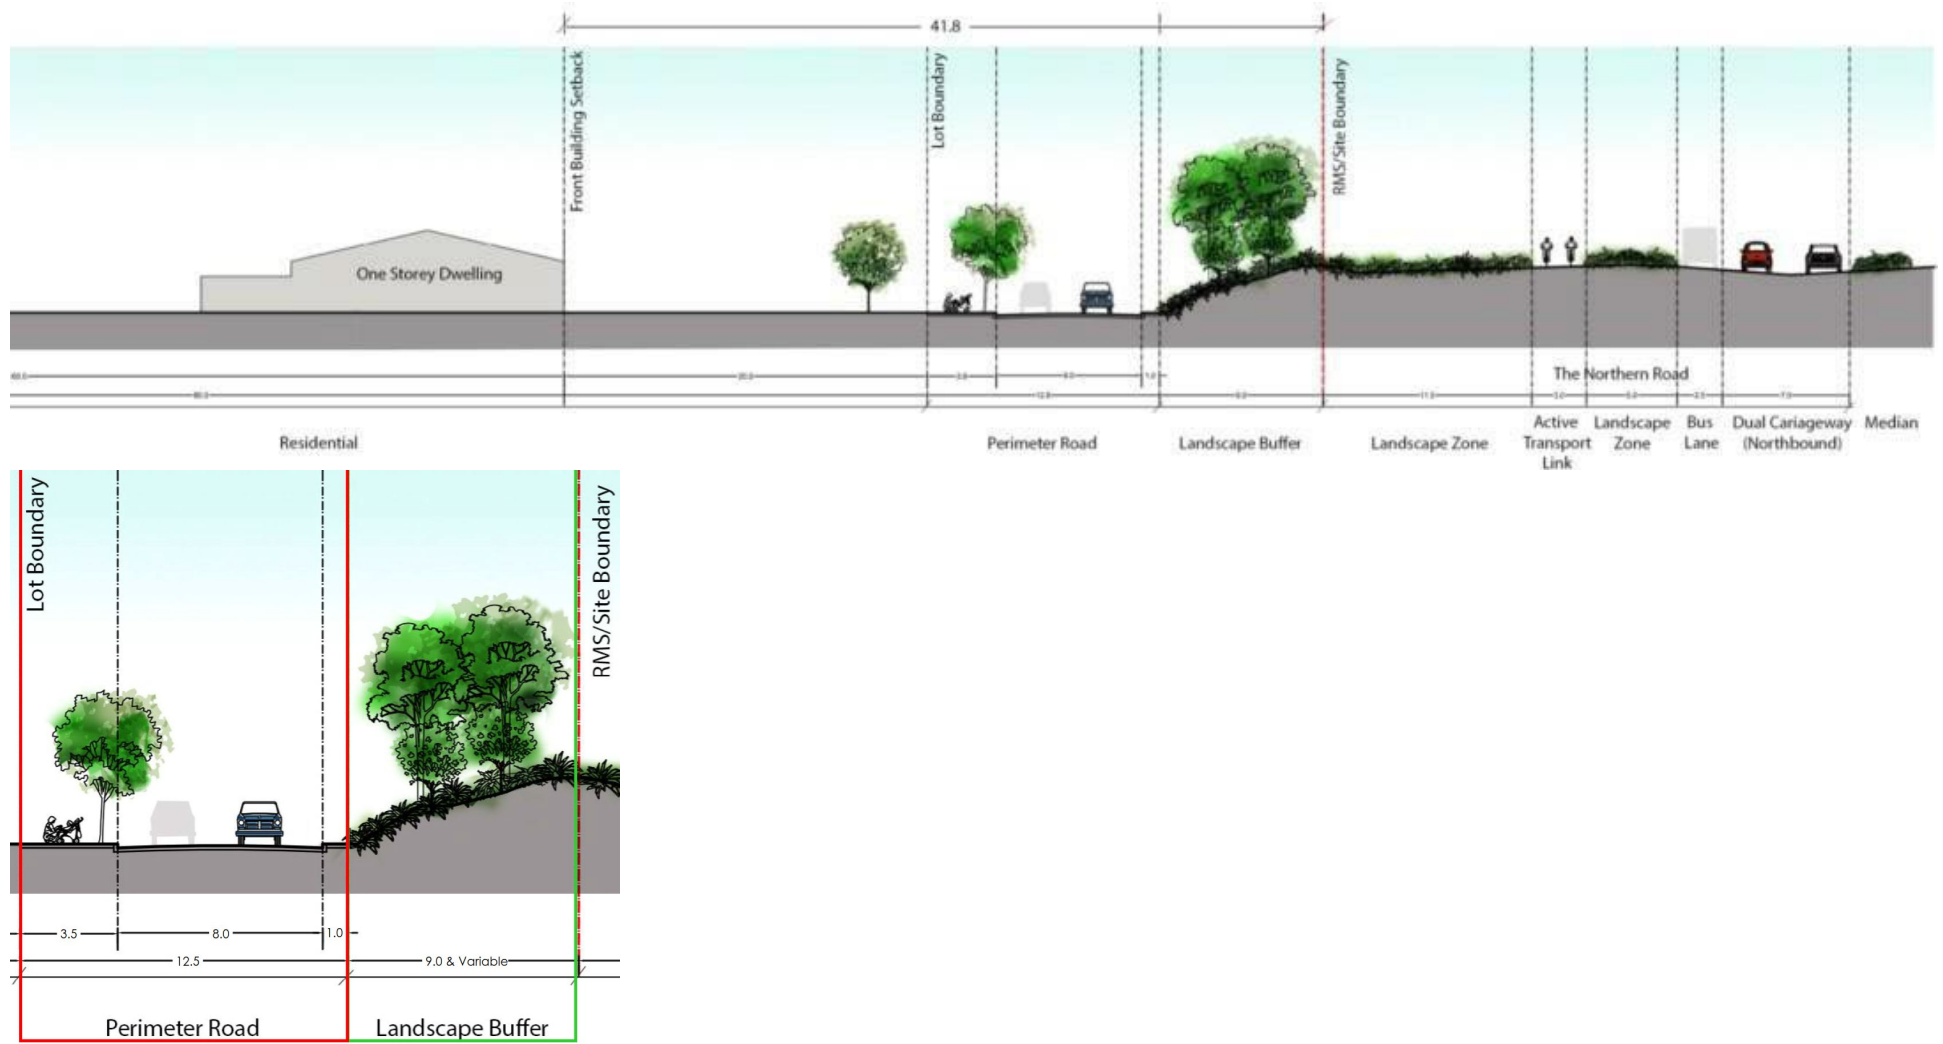 41.8
Front Building Setback
Lot Boundary
RMS/Site Boundary
One Storey Dwelling
The Northern Road
Residential
Perimeter Road
Landscape Buffer
Landscape Zone
Active
Transport
Link
Landscape
Zone
Bus
Lane
Dual Cariageway
(Northbound)
Median
Lot Boundary
RMS/Site Boundary
3.5
8.0
1.0
12.5
9.0 & Variable
Perimeter Road
Landscape Buffer